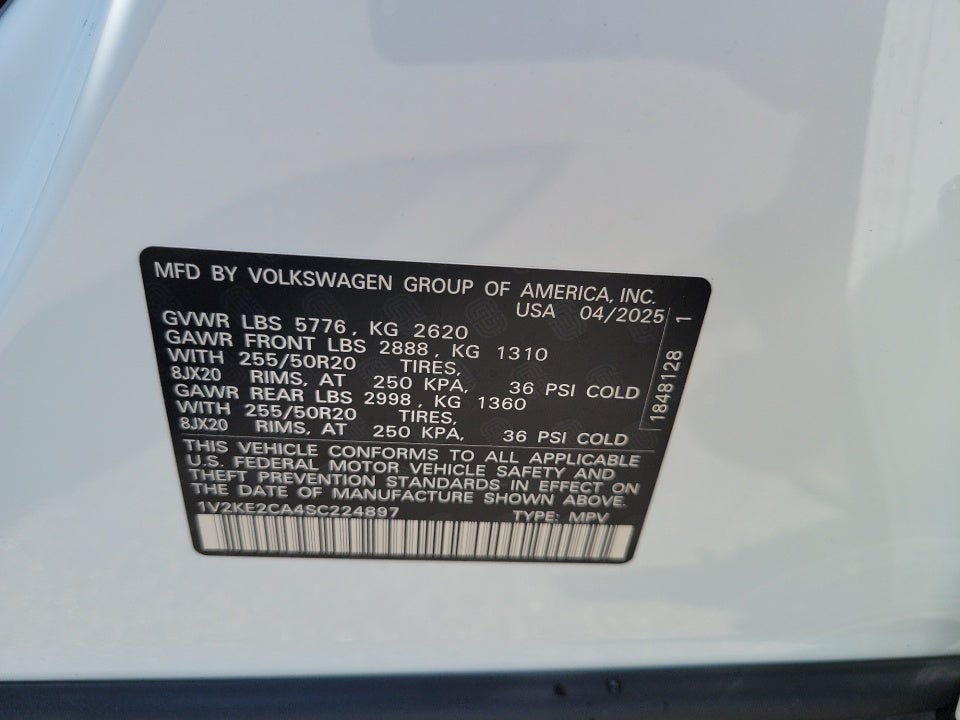 MFD BY VOLKSWAGEN GROUP OF AMERICA, INC.
USA 04/2025
GVWR LBS 5776, KG 2620
GAWR FRONT LBS 2888, KG 1310
WITH 255/50R20 TIRES,
8JX20 RIMS, AT 250 KPA, 36 PSI COLD
GAWR REAR LBS 2998, KG 1360
WITH 255/50R20 TIRES,
8JX20 RIMS, AT 250 KPA, 36 PSI COLD
THIS VEHICLE CONFORMS TO ALL APPLICABLE
U.S. FEDERAL MOTOR VEHICLE SAFETY AND
THEFT PREVENTION STANDARDS IN EFFECT ON
THE DATE OF MANUFACTURE SHOWN ABOVE.
1V2KE2CA4SC224897 TYPE: MPV
1848128 1